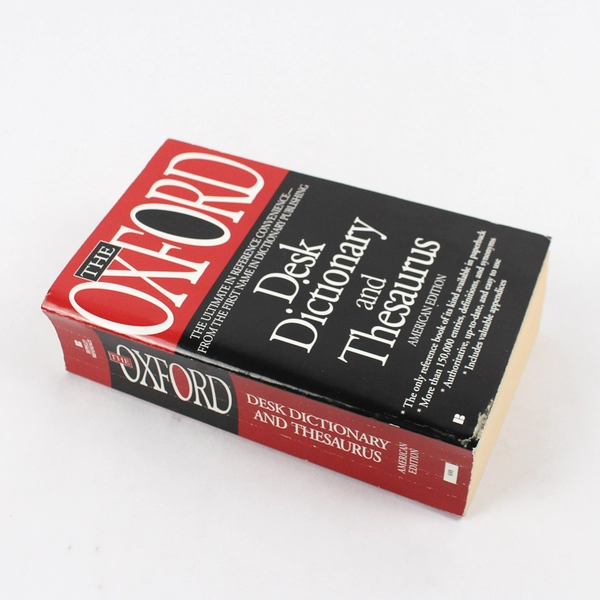 THE
OXFORD
THE ULTIMATE IN REFERENCE CONVENIENCE—
FROM THE FIRST NAME IN DICTIONARY PUBLISHING
Desk
Dictionary
and
Thesaurus
AMERICAN EDITION
* The only reference book of its kind available in paperback
* More than 150,000 entries, definitions, and synonyms
* Authoritative, up-to-date, and easy to use
* Includes valuable appendices
B
THE
OXFORD
DESK DICTIONARY
AND THESAURUS
AMERICAN
EDITION